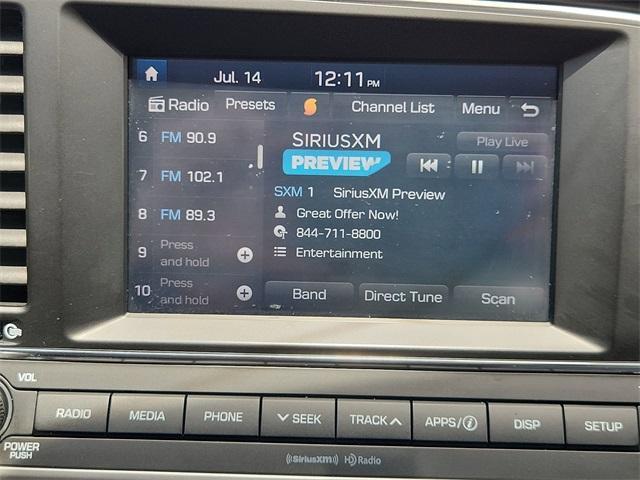 Jul. 14 12:11 PM
Radio Presets Channel List Menu
6 FM 90.9
7 FM 102.1
8 FM 89.3
9 Press and hold
10 Press and hold
SIRIUSXM
PREVIEW
Play Live
SXM 1 SiriusXM Preview
Great Offer Now!
844-711-8800
Entertainment
Band Direct Tune Scan
VOL
RADIO MEDIA PHONE SEEK TRACK APPS/i DISP SETUP
POWER
PUSH
((SiriusXM)) HD Radio